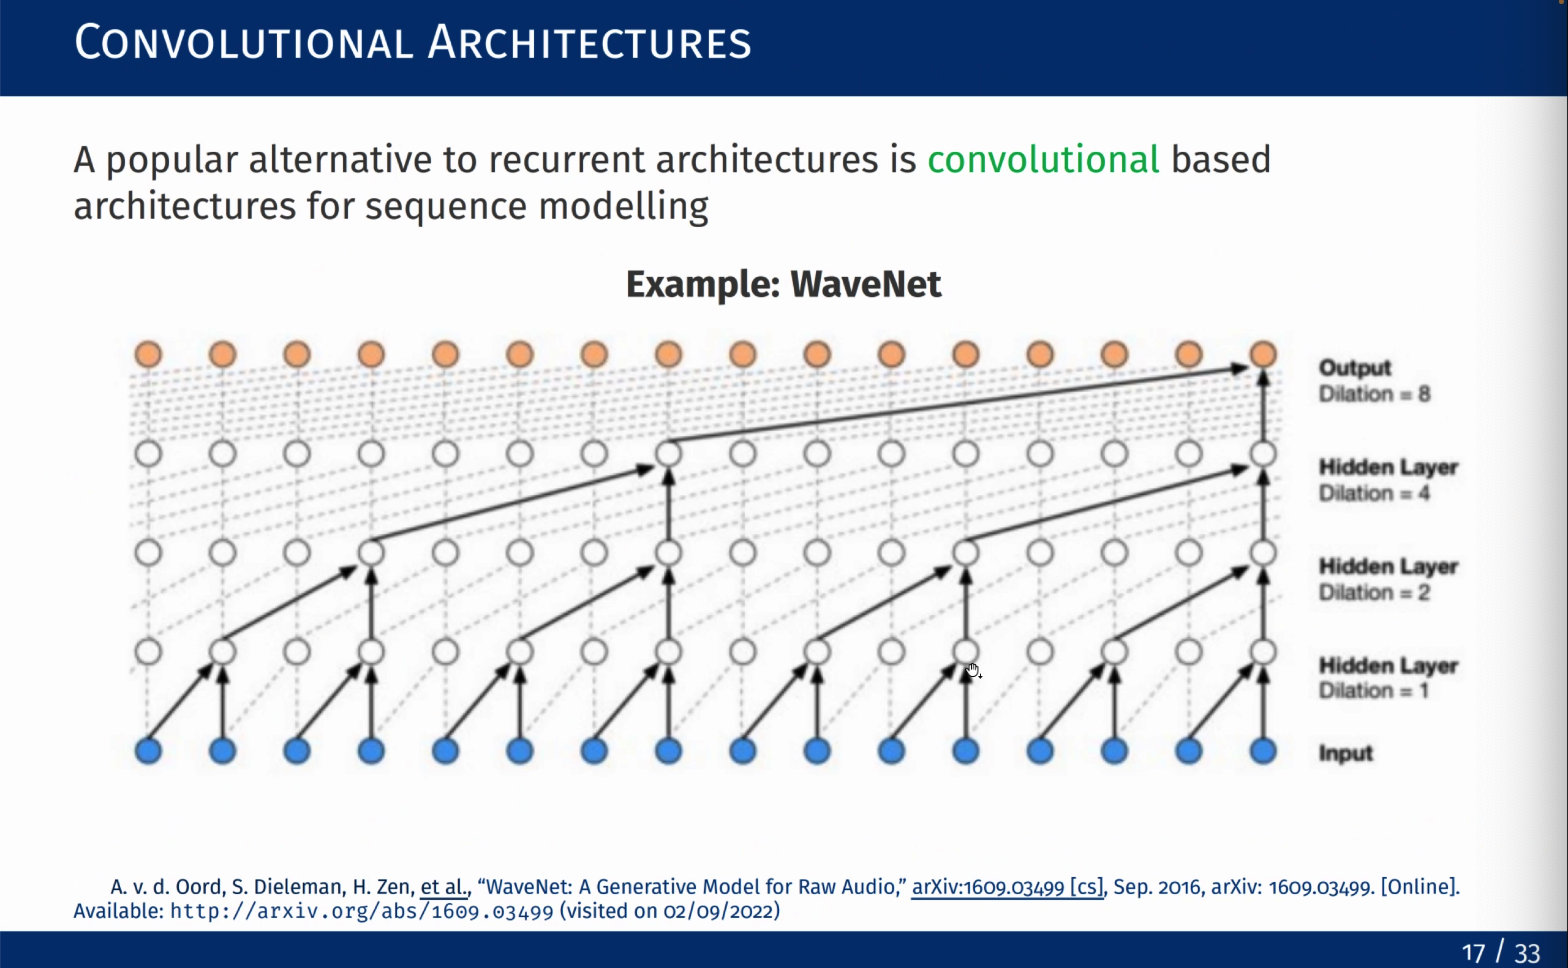 CONVOLUTIONAL ARCHITECTURES
A popular alternative to recurrent architectures is convolutional based
architectures for sequence modelling
Example: WaveNet
Output
Dilation = 8
Hidden Layer
Dilation = 4
Hidden Layer
Dilation = 2
Hidden Layer
Dilation = 1
Input
A. v. d. Oord, S. Dieleman, H. Zen, et al., “WaveNet: A Generative Model for Raw Audio,” arXiv:1609.03499 [cs], Sep. 2016, arXiv: 1609.03499. [Online].
Available: http://arxiv.org/abs/1609.03499 (visited on 02/09/2022)
17 / 33